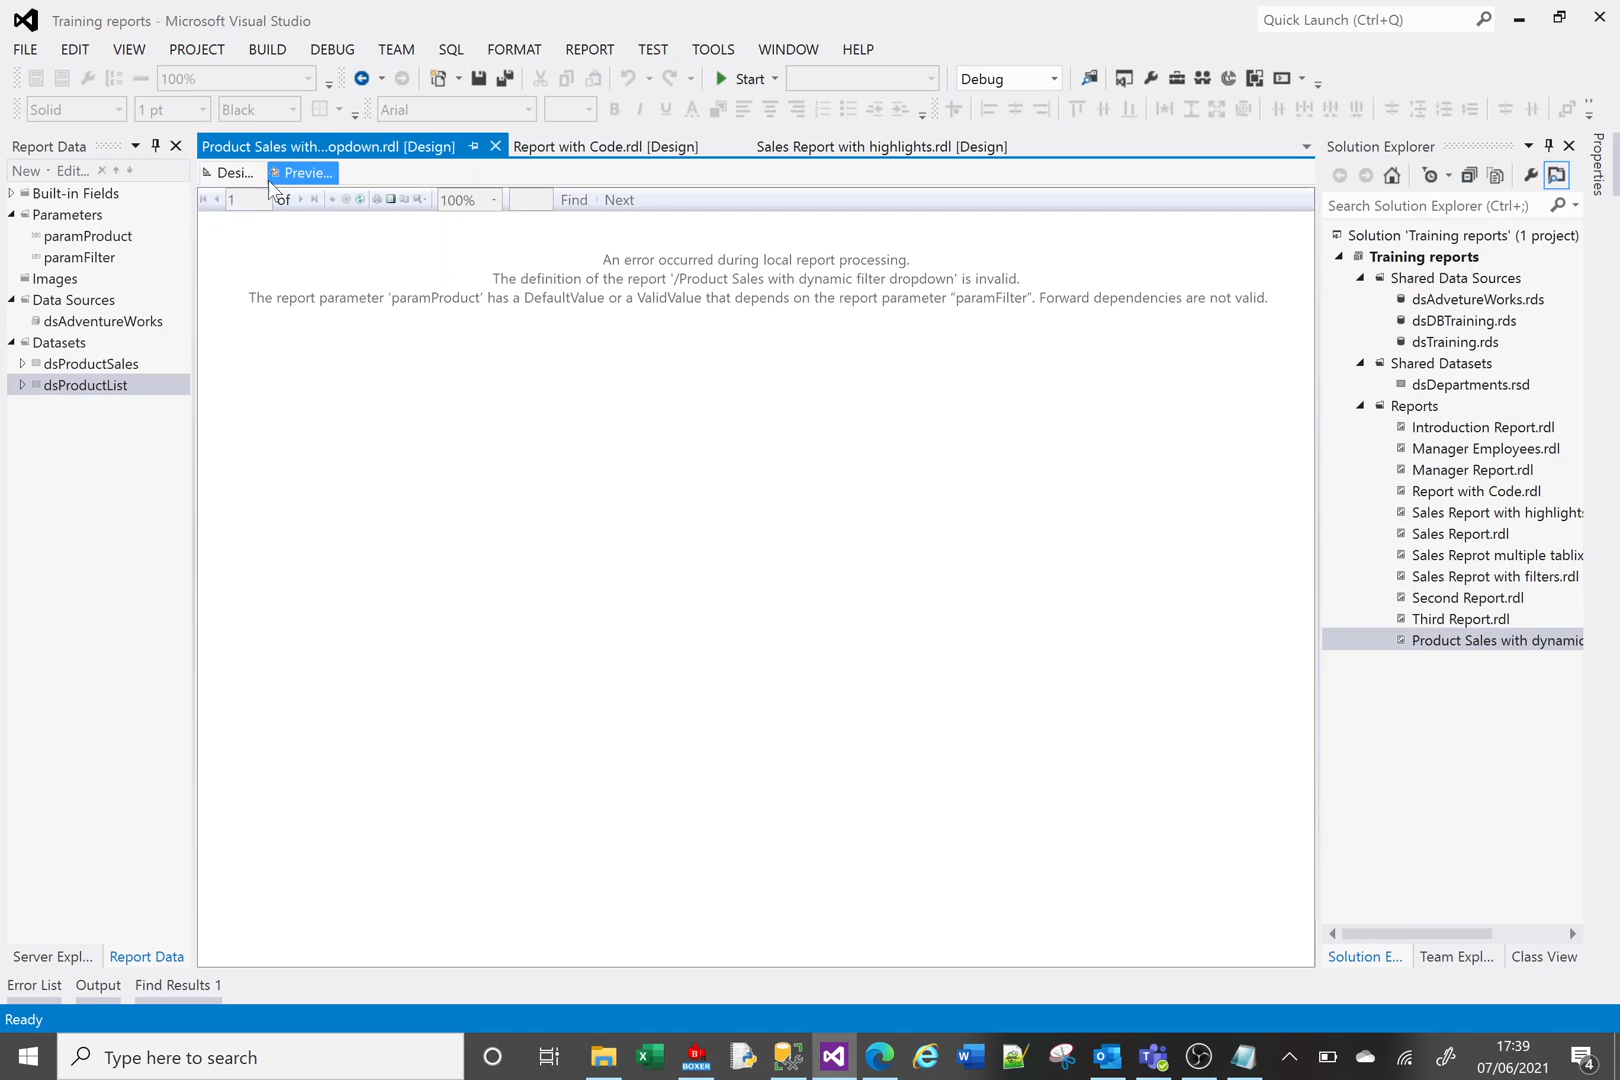 Training reports - Microsoft Visual Studio
Quick Launch (Ctrl+Q)
FILE EDIT VIEW PROJECT BUILD DEBUG TEAM SQL FORMAT REPORT TEST TOOLS WINDOW HELP
100% Start Debug
Solid 1 pt Black Arial B I U A
Report Data
New Edit...
Built-in Fields
Parameters
paramProduct
paramFilter
Images
Data Sources
dsAdventureWorks
Datasets
dsProductSales
dsProductList
Server Expl... Report Data
Product Sales with...opdown.rdl [Design] Report with Code.rdl [Design] Sales Report with highlights.rdl [Design]
Desi... Previe...
1 of 100% Find Next
An error occurred during local report processing.
The definition of the report '/Product Sales with dynamic filter dropdown' is invalid.
The report parameter 'paramProduct' has a DefaultValue or a ValidValue that depends on the report parameter "paramFilter". Forward dependencies are not valid.
Solution Explorer
Search Solution Explorer (Ctrl+;)
Solution 'Training reports' (1 project)
Training reports
Shared Data Sources
dsAdvetureWorks.rds
dsDBTraining.rds
dsTraining.rds
Shared Datasets
dsDepartments.rsd
Reports
Introduction Report.rdl
Manager Employees.rdl
Manager Report.rdl
Report with Code.rdl
Sales Report with highlights
Sales Report.rdl
Sales Reprot multiple tablix
Sales Reprot with filters.rdl
Second Report.rdl
Third Report.rdl
Product Sales with dynamic
Solution E... Team Expl... Class View
Properties
Error List Output Find Results 1
Ready
Type here to search
BOXER
17:39
07/06/2021
4